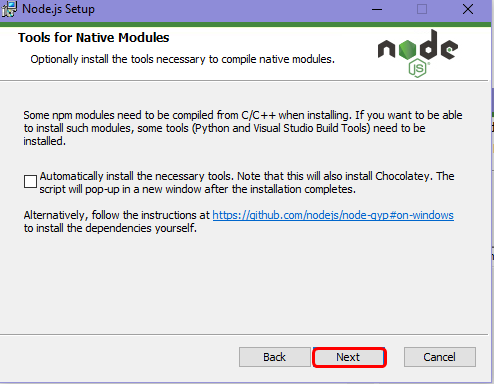 Node.js Setup
Tools for Native Modules
Optionally install the tools necessary to compile native modules.
node
JS
Some npm modules need to be compiled from C/C++ when installing. If you want to be able
to install such modules, some tools (Python and Visual Studio Build Tools) need to be
installed.
Automatically install the necessary tools. Note that this will also install Chocolatey. The
script will pop-up in a new window after the installation completes.
Alternatively, follow the instructions at https://github.com/nodejs/node-gyp#on-windows
to install the dependencies yourself.
Back Next Cancel